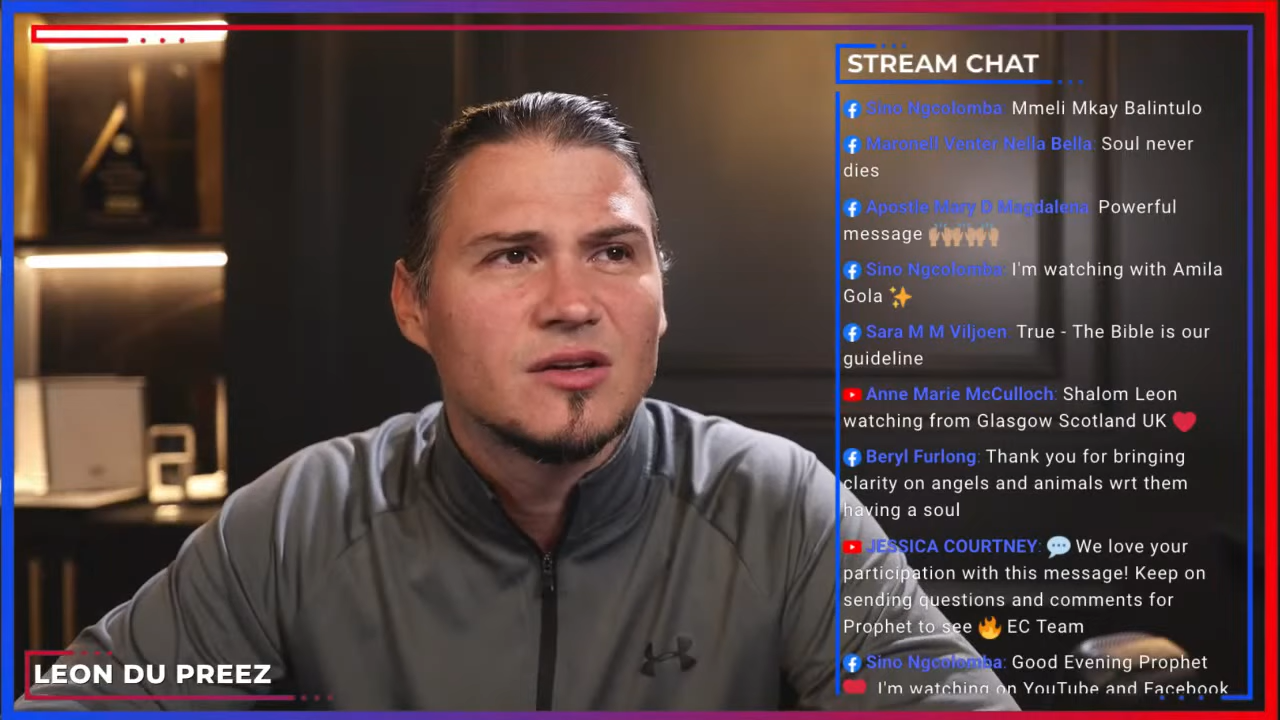 STREAM CHAT
Sino Ngcolomba: Mmeli Mkay Balintulo
Maronell Venter Nella Bella: Soul never
dies
Apostle Mary D Magdalena: Powerful
message 🙌🏼🙌🏼🙌🏼
Sino Ngcolomba: I'm watching with Amila
Gola ✨
Sara M M Viljoen: True - The Bible is our
guideline
Anne Marie McCulloch: Shalom Leon
watching from Glasgow Scotland UK ❤️
Beryl Furlong: Thank you for bringing
clarity on angels and animals wrt them
having a soul
JESSICA COURTNEY: 💬 We love your
participation with this message! Keep on
sending questions and comments for
Prophet to see 🔥 EC Team
Sino Ngcolomba: Good Evening Prophet
❤️ I'm watching on YouTube and Facebook
LEON DU PREEZ